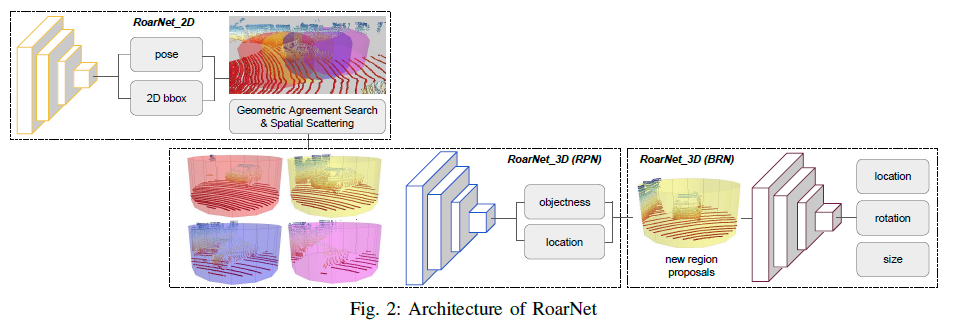 RoarNet_2D
pose
2D bbox
Geometric Agreement Search
& Spatial Scattering
RoarNet_3D (RPN)
objectness
location
RoarNet_3D (BRN)
new region
proposals
location
rotation
size
Fig. 2: Architecture of RoarNet